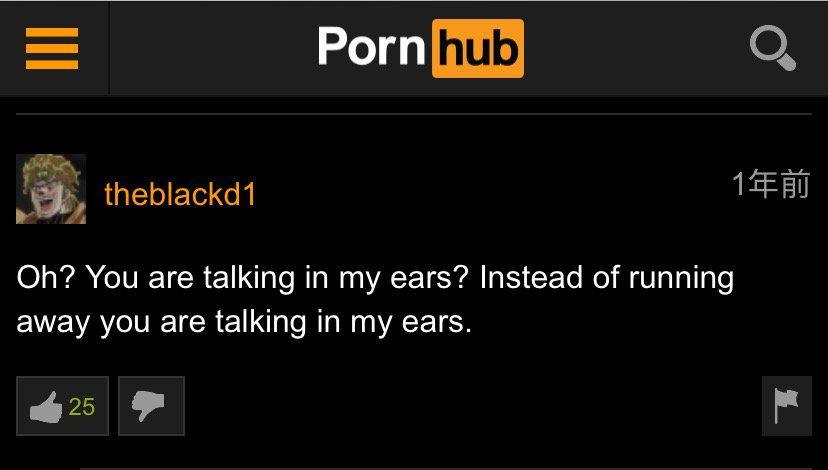 Porn hub
theblackd1
1年前
Oh? You are talking in my ears? Instead of running
away you are talking in my ears.
25